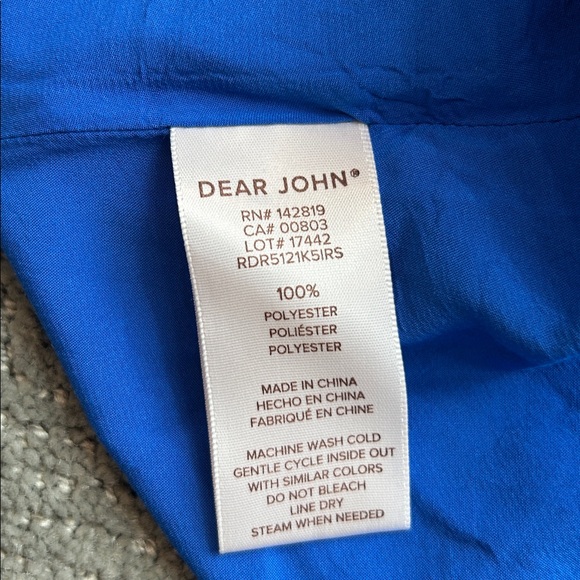 DEAR JOHN®
RN# 142819
CA# 00803
LOT# 17442
RDR5121K5IRS
100%
POLYESTER
POLIÉSTER
POLYESTER
MADE IN CHINA
HECHO EN CHINA
FABRIQUÉ EN CHINE
MACHINE WASH COLD
GENTLE CYCLE INSIDE OUT
WITH SIMILAR COLORS
DO NOT BLEACH
LINE DRY
STEAM WHEN NEEDED